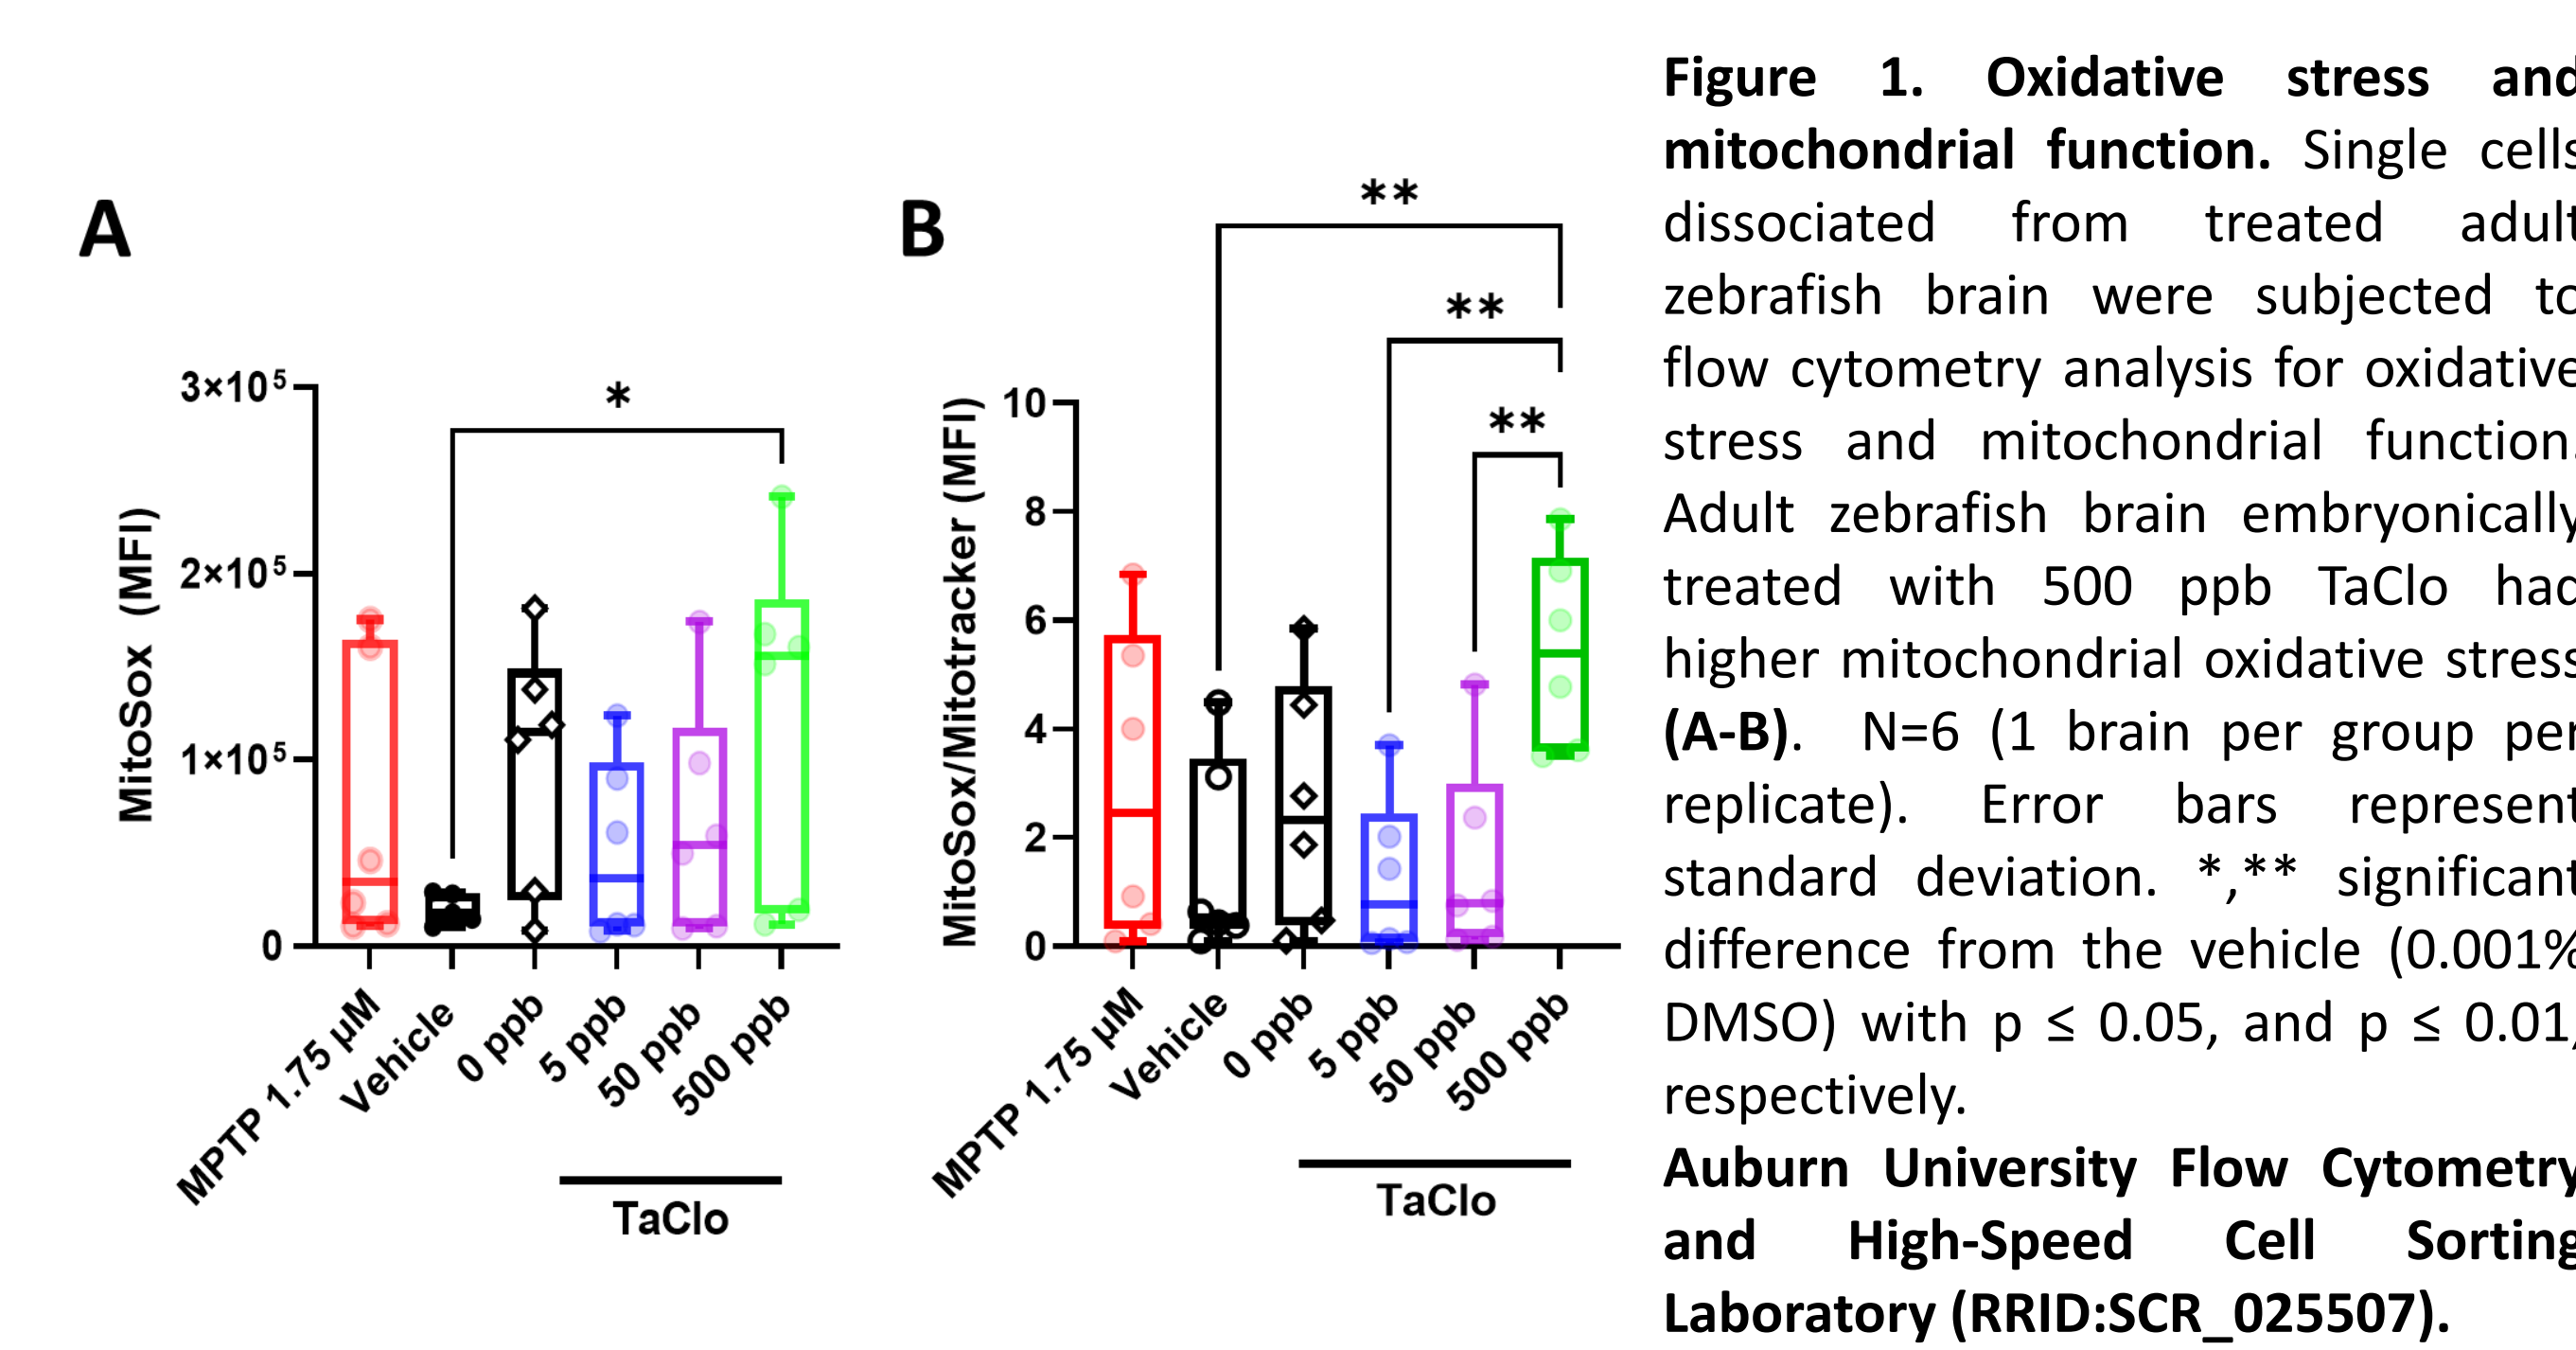 A
MitoSox (MFI)
3×10⁵
2×10⁵
1×10⁵
0
*
MPTP 1.75 µM
Vehicle
0 ppb
5 ppb
50 ppb
500 ppb
TaClo
B
MitoSox/Mitotracker (MFI)
10
8
6
4
2
0
**
**
**
MPTP 1.75 µM
Vehicle
0 ppb
5 ppb
50 ppb
500 ppb
TaClo
Figure 1. Oxidative stress and
mitochondrial function. Single cells
dissociated from treated adult
zebrafish brain were subjected to
flow cytometry analysis for oxidative
stress and mitochondrial function.
Adult zebrafish brain embryonically
treated with 500 ppb TaClo had
higher mitochondrial oxidative stress
(A-B). N=6 (1 brain per group per
replicate). Error bars represent
standard deviation. *,** significant
difference from the vehicle (0.001%
DMSO) with p ≤ 0.05, and p ≤ 0.01,
respectively.
Auburn University Flow Cytometry
and High-Speed Cell Sorting
Laboratory (RRID:SCR_025507).